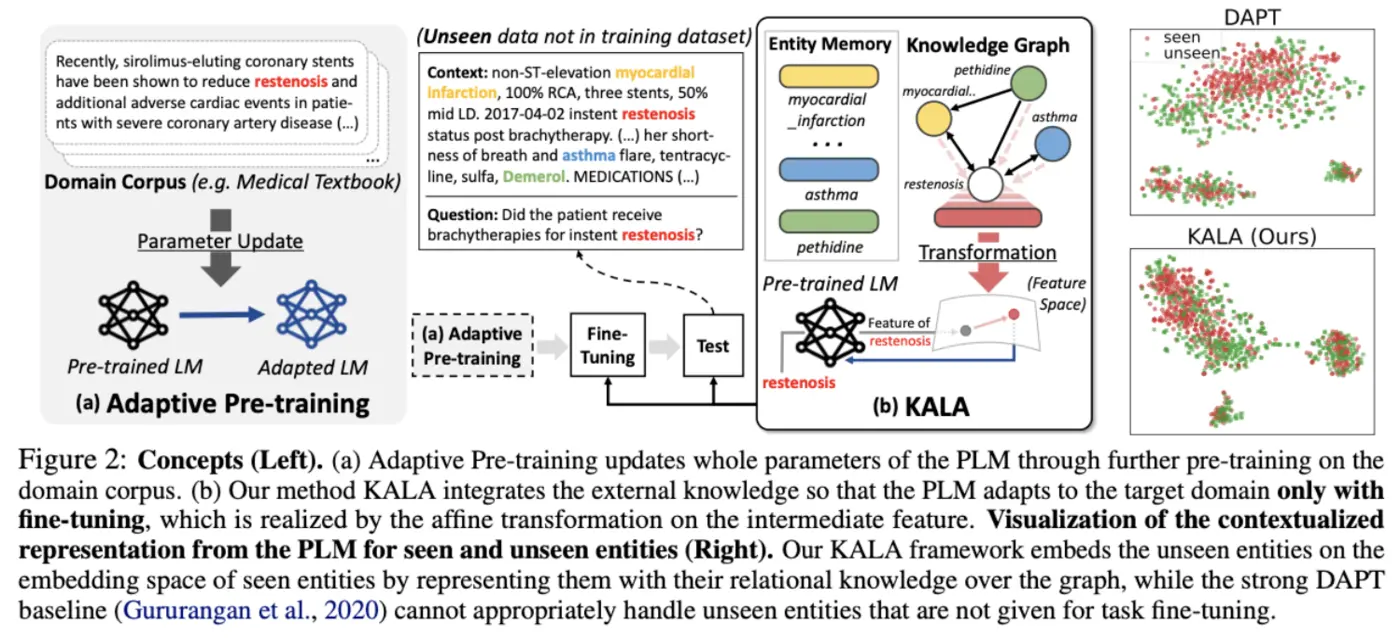 Recently, sirolimus-eluting coronary stents
have been shown to reduce restenosis and
additional adverse cardiac events in patie-
nts with severe coronary artery disease (…)
...
Domain Corpus (e.g. Medical Textbook)
Parameter Update
Pre-trained LM
Adapted LM
(a) Adaptive Pre-training
(Unseen data not in training dataset)
Context: non-ST-elevation myocardial
infarction, 100% RCA, three stents, 50%
mid LD. 2017-04-02 instent restenosis
status post brachytherapy. (…) her short-
ness of breath and asthma flare, tentracyc-
line, sulfa, Demerol. MEDICATIONS (…)
Question: Did the patient receive
brachytherapies for instent restenosis?
(a) Adaptive
Pre-training
Fine-
Tuning
Test
Entity Memory
myocardial
_infarction
...
asthma
pethidine
Knowledge Graph
pethidine
myocardial..
asthma
restenosis
Transformation
Pre-trained LM
(Feature
Space)
Feature of
restenosis
restenosis
(b) KALA
DAPT
seen
unseen
KALA (Ours)
Figure 2: Concepts (Left). (a) Adaptive Pre-training updates whole parameters of the PLM through further pre-training on the
domain corpus. (b) Our method KALA integrates the external knowledge so that the PLM adapts to the target domain only with
fine-tuning, which is realized by the affine transformation on the intermediate feature. Visualization of the contextualized
representation from the PLM for seen and unseen entities (Right). Our KALA framework embeds the unseen entities on the
embedding space of seen entities by representing them with their relational knowledge over the graph, while the strong DAPT
baseline (Gururangan et al., 2020) cannot appropriately handle unseen entities that are not given for task fine-tuning.